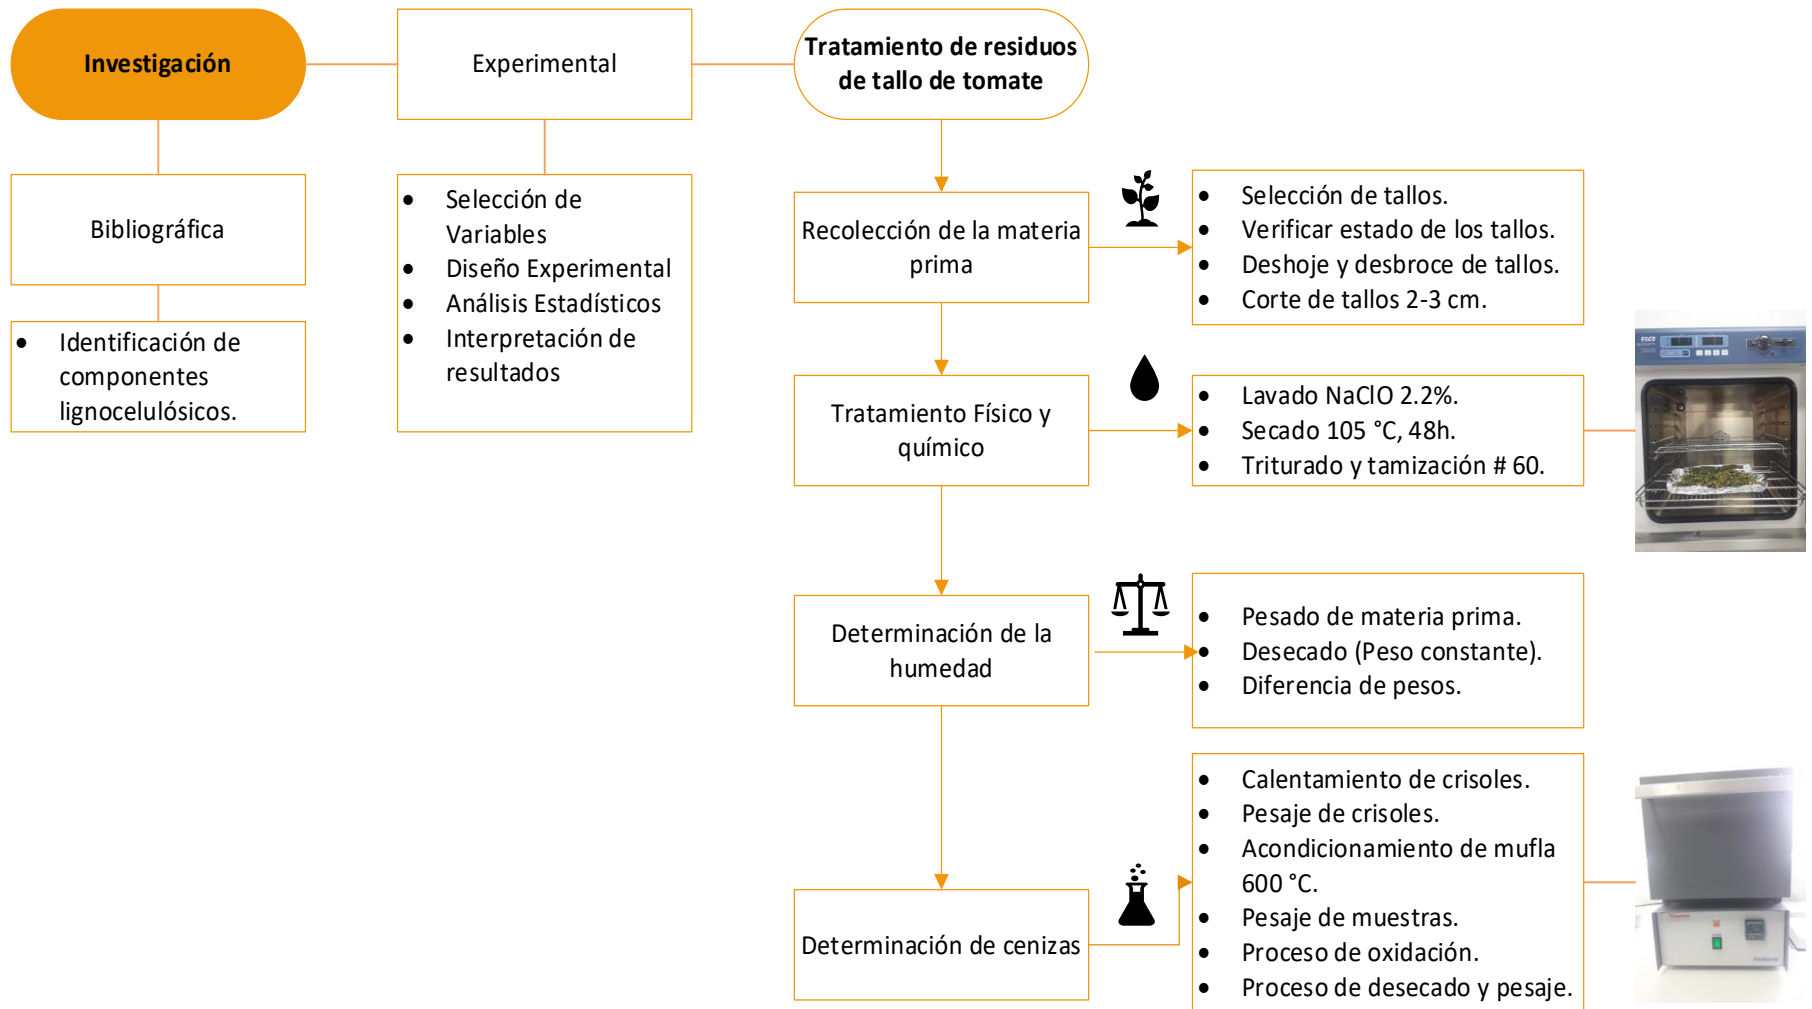 Investigación
Experimental
Tratamiento de residuos
de tallo de tomate
Bibliográfica
• Identificación de
componentes
lignocelulósicos.
• Selección de
Variables
• Diseño Experimental
• Análisis Estadísticos
• Interpretación de
resultados
Recolección de la materia
prima
• Selección de tallos.
• Verificar estado de los tallos.
• Deshoje y desbroce de tallos.
• Corte de tallos 2-3 cm.
Tratamiento Físico y
químico
• Lavado NaClO 2.2%.
• Secado 105 °C, 48h.
• Triturado y tamización # 60.
Determinación de la
humedad
• Pesado de materia prima.
• Desecado (Peso constante).
• Diferencia de pesos.
Determinación de cenizas
• Calentamiento de crisoles.
• Pesaje de crisoles.
• Acondicionamiento de mufla
600 °C.
• Pesaje de muestras.
• Proceso de oxidación.
• Proceso de desecado y pesaje.